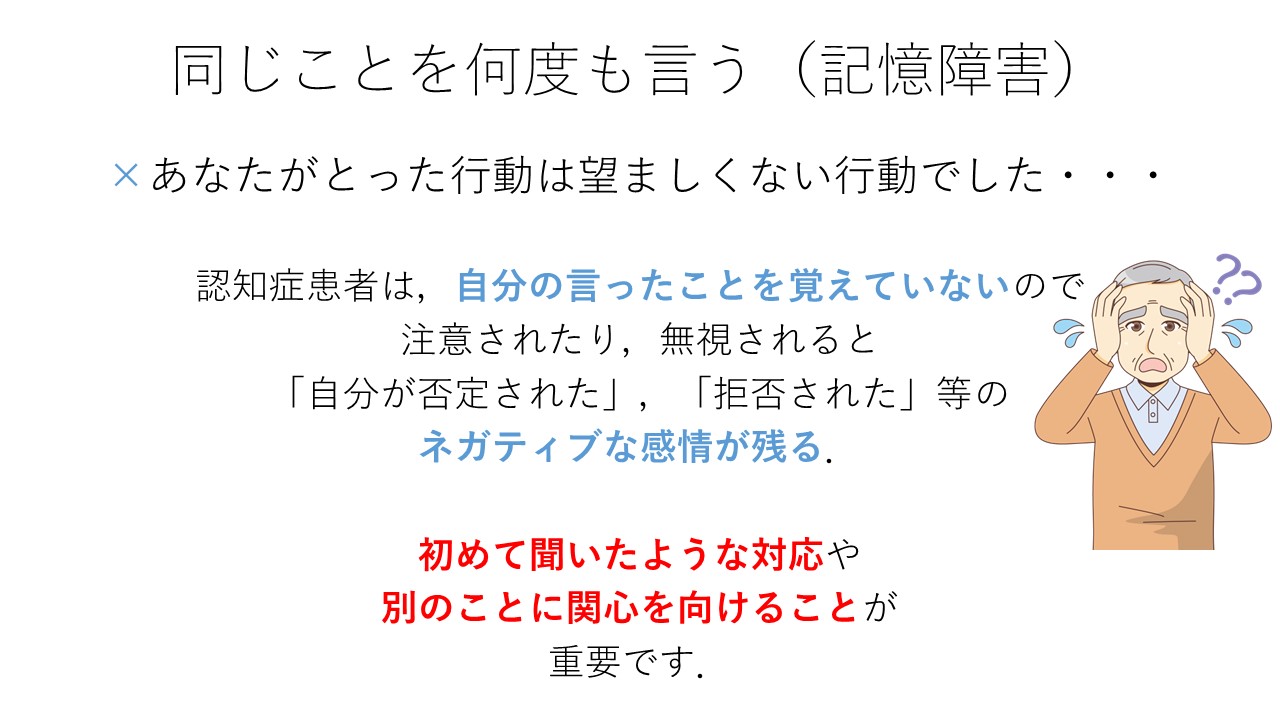 同じことを何度も言う（記憶障害）
×あなたがとった行動は望ましくない行動でした・・・
認知症患者は，自分の言ったことを覚えていないので
注意されたり，無視されると
「自分が否定された」，「拒否された」等の
ネガティブな感情が残る．
初めて聞いたような対応や
別のことに関心を向けることが
重要です．
??